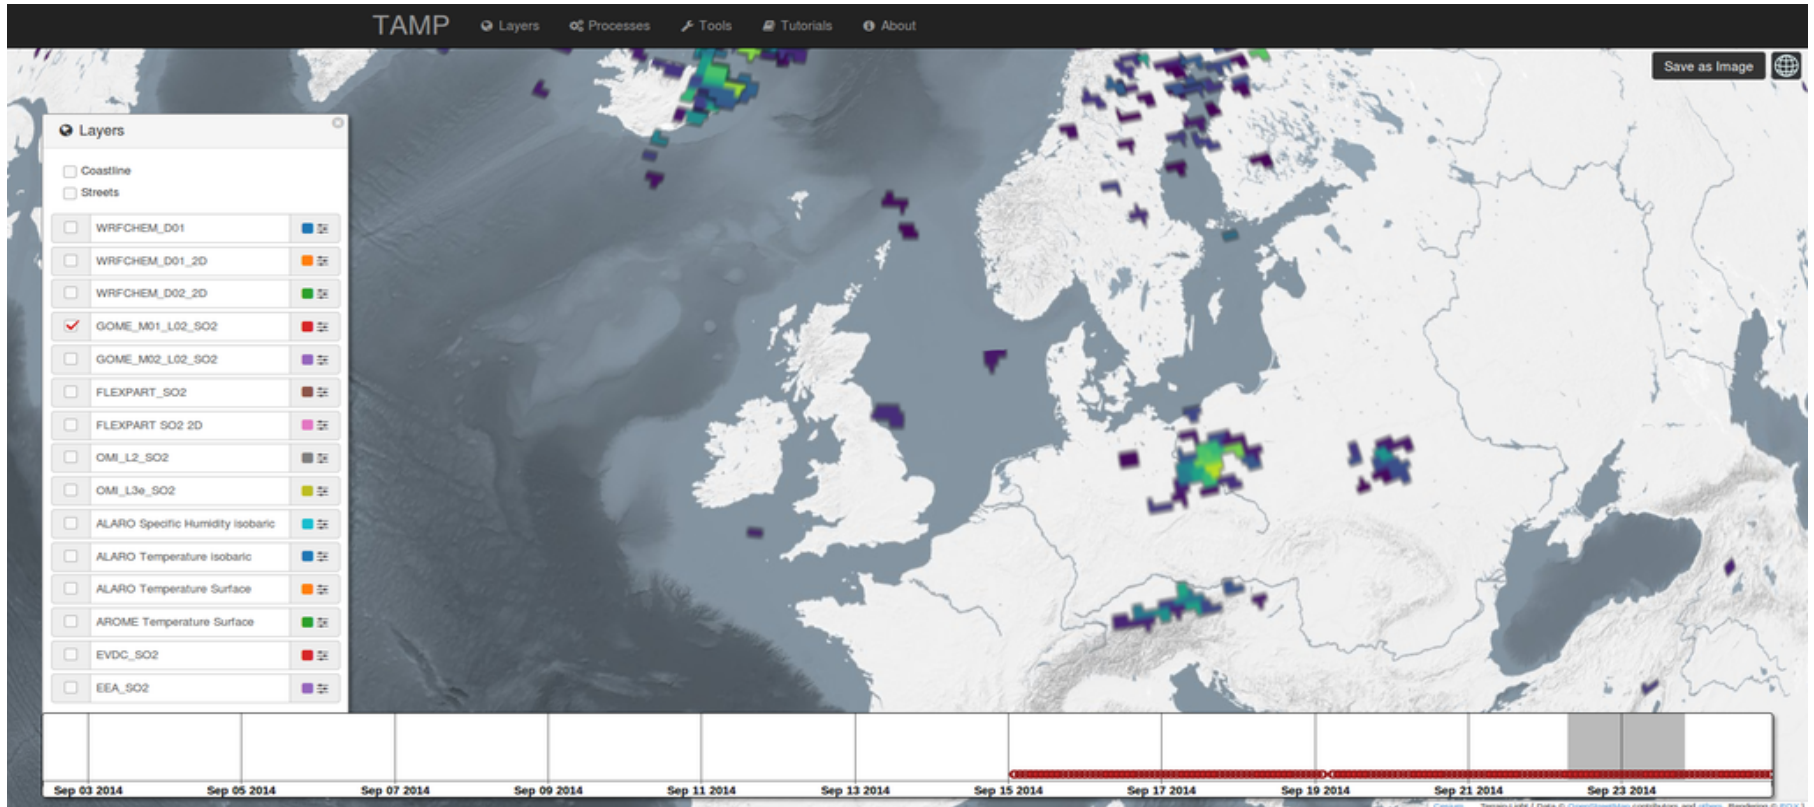 TAMP Layers Processes Tools Tutorials About
Save as Image
Layers
Coastline
Streets
WRFCHEM_D01
WRFCHEM_D01_2D
WRFCHEM_D02_2D
GOME_M01_L02_SO2
GOME_M02_L02_SO2
FLEXPART_SO2
FLEXPART SO2 2D
OMI_L2_SO2
OMI_L3e_SO2
ALARO Specific Humidity isobaric
ALARO Temperature isobaric
ALARO Temperature Surface
AROME Temperature Surface
EVDC_SO2
EEA_SO2
Sep 03 2014 Sep 05 2014 Sep 07 2014 Sep 09 2014 Sep 11 2014 Sep 13 2014 Sep 15 2014 Sep 17 2014 Sep 19 2014 Sep 21 2014 Sep 23 2014